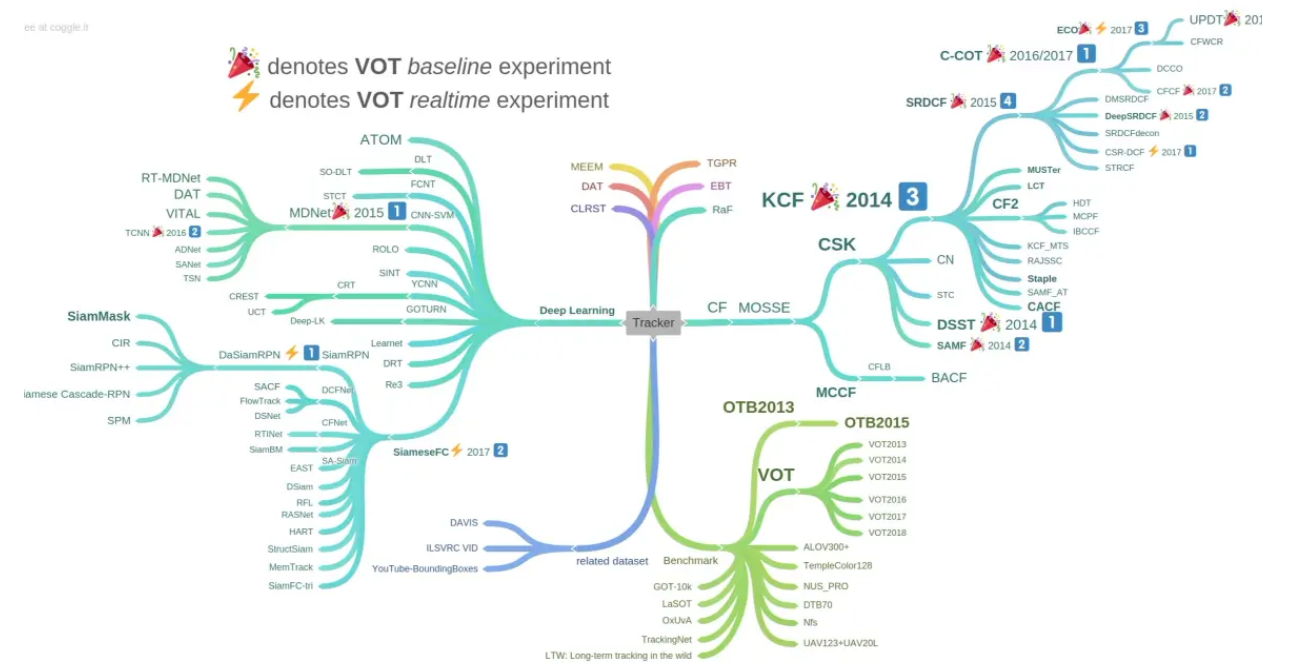 ee at coggle.it
denotes VOT baseline experiment
denotes VOT realtime experiment
ATOM
DLT
SO-DLT
FCNT
STCT
RT-MDNet
DAT
VITAL
TCNN 2016 2
ADNet
SANet
TSN
MDNet 2015 1
CNN-SVM
ROLO
SINT
YCNN
CRT
CREST
UCT
GOTURN
Deep-LK
Learnet
DRT
Re3
Deep Learning
SiamMask
CIR
SiamRPN++
iamese Cascade-RPN
SPM
DaSiamRPN 1
SiamRPN
SACF
FlowTrack
DSNet
DCFNet
CFNet
RTINet
SiamBM
SA-Siam
EAST
DSiam
RFL
RASNet
HART
StructSiam
MemTrack
SiamFC-tri
SiameseFC 2017 2
MEEM
DAT
CLRST
TGPR
EBT
RaF
Tracker
CF
MOSSE
CSK
KCF 2014 3
SRDCF 2015 4
C-COT 2016/2017 1
ECO 2017 3
UPDT 201
CFWCR
DCCO
CFCF 2017 2
DMSRDCF
DeepSRDCF 2015 2
SRDCFdecon
CSR-DCF 2017 1
STRCF
MUSTer
LCT
CF2
HDT
MCPF
IBCCF
KCF_MTS
RAJSSC
Staple
SAMF_AT
CACF
CN
STC
DSST 2014 1
SAMF 2014 2
MCCF
CFLB
BACF
OTB2013
OTB2015
VOT
VOT2013
VOT2014
VOT2015
VOT2016
VOT2017
VOT2018
ALOV300+
TempleColor128
NUS_PRO
DTB70
Nfs
UAV123+UAV20L
Benchmark
GOT-10k
LaSOT
OxUvA
TrackingNet
LTW: Long-term tracking in the wild
related dataset
DAVIS
ILSVRC VID
YouTube-BoundingBoxes